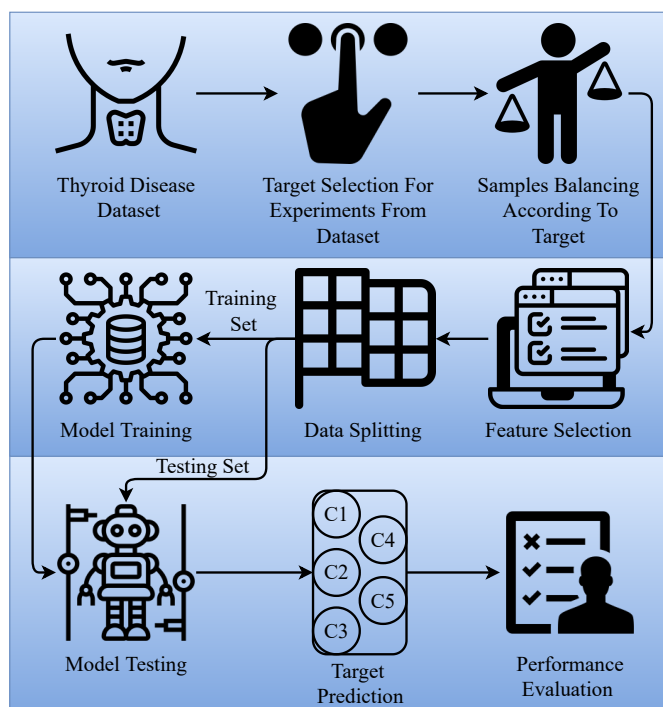 Thyroid Disease
Dataset
Target Selection For
Experiments From
Dataset
Samples Balancing
According To
Target
Training
Set
Model Training
Data Splitting
Feature Selection
Testing Set
C1
C4
C2
C5
C3
Model Testing
Target
Prediction
Performance
Evaluation